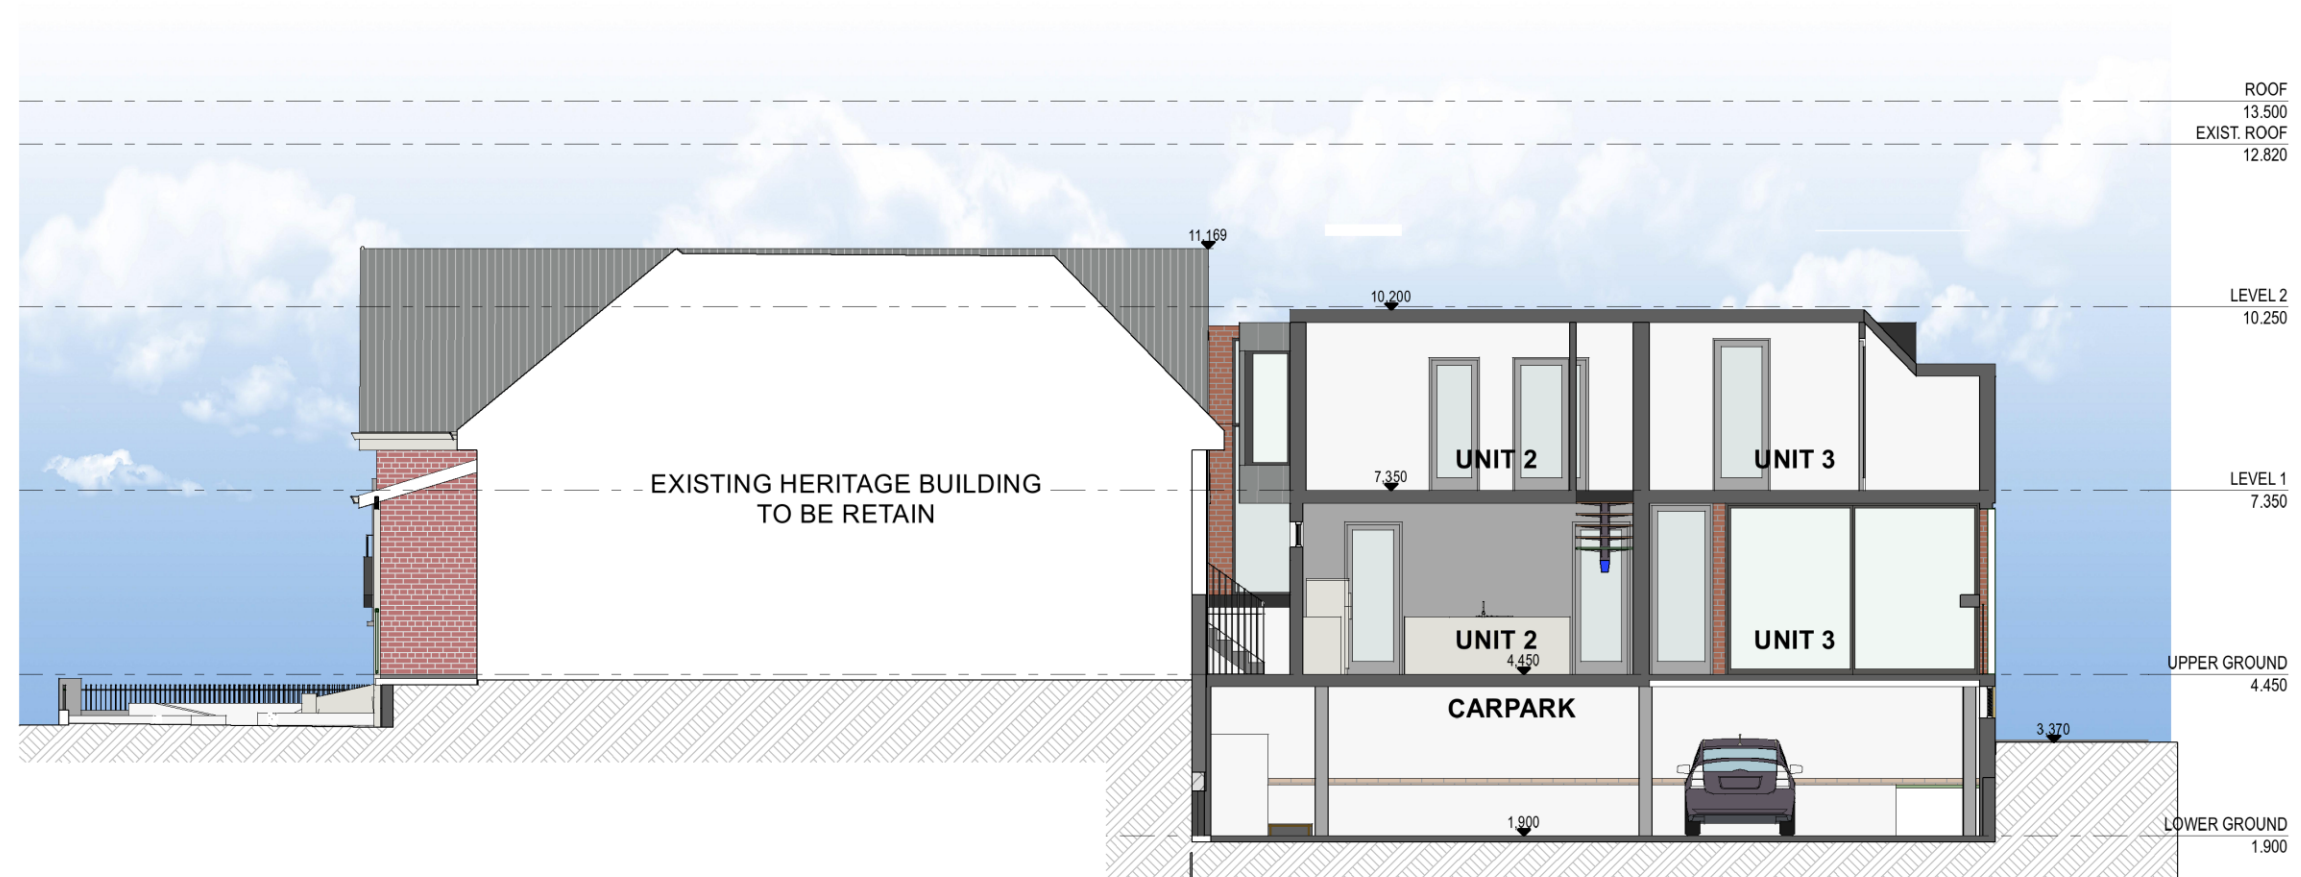 ROOF
13.500
EXIST. ROOF
12.820
11,169
10,200
LEVEL 2
10.250
UNIT 2
UNIT 3
EXISTING HERITAGE BUILDING
TO BE RETAIN
7,350
LEVEL 1
7.350
UNIT 2
UNIT 3
4,450
UPPER GROUND
4.450
CARPARK
3,370
1,900
LOWER GROUND
1.900